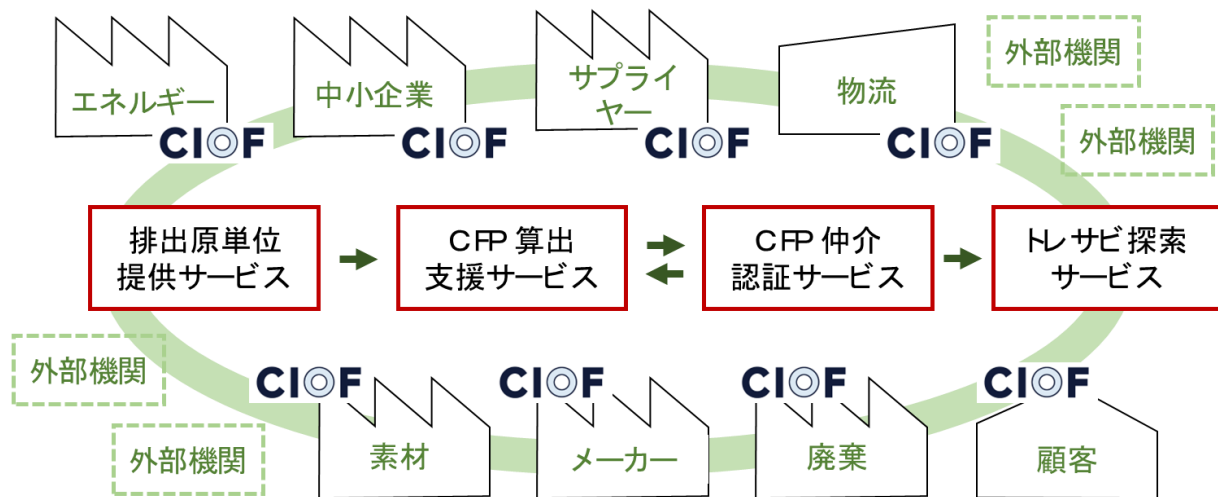 エネルギー
中小企業
サプライ
ヤー
物流
外部機関
外部機関
CIOF
CIOF
CIOF
CIOF
排出原単位
提供サービス
CFP 算出
支援サービス
CFP 仲介
認証サービス
トレサビ探索
サービス
外部機関
外部機関
CIOF
CIOF
CIOF
CIOF
素材
メーカー
廃棄
顧客